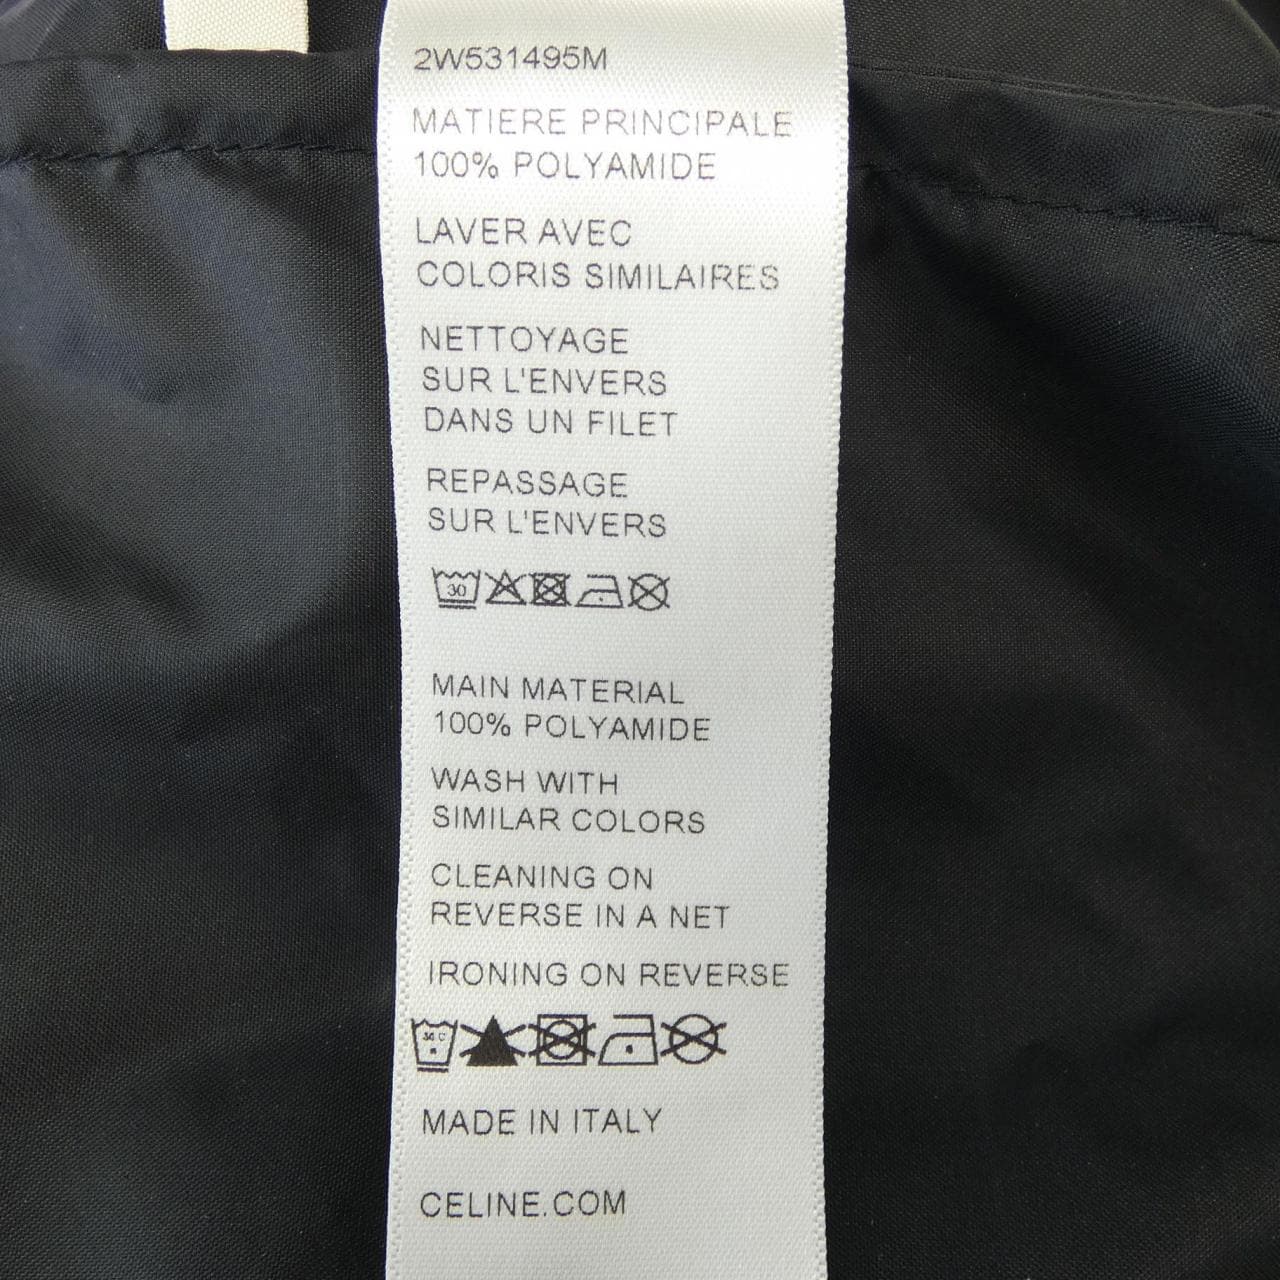 2W531495M
MATIERE PRINCIPALE
100% POLYAMIDE
LAVER AVEC
COLORIS SIMILAIRES
NETTOYAGE
SUR L'ENVERS
DANS UN FILET
REPASSAGE
SUR L'ENVERS
30
MAIN MATERIAL
100% POLYAMIDE
WASH WITH
SIMILAR COLORS
CLEANING ON
REVERSE IN A NET
IRONING ON REVERSE
MADE IN ITALY
CELINE.COM